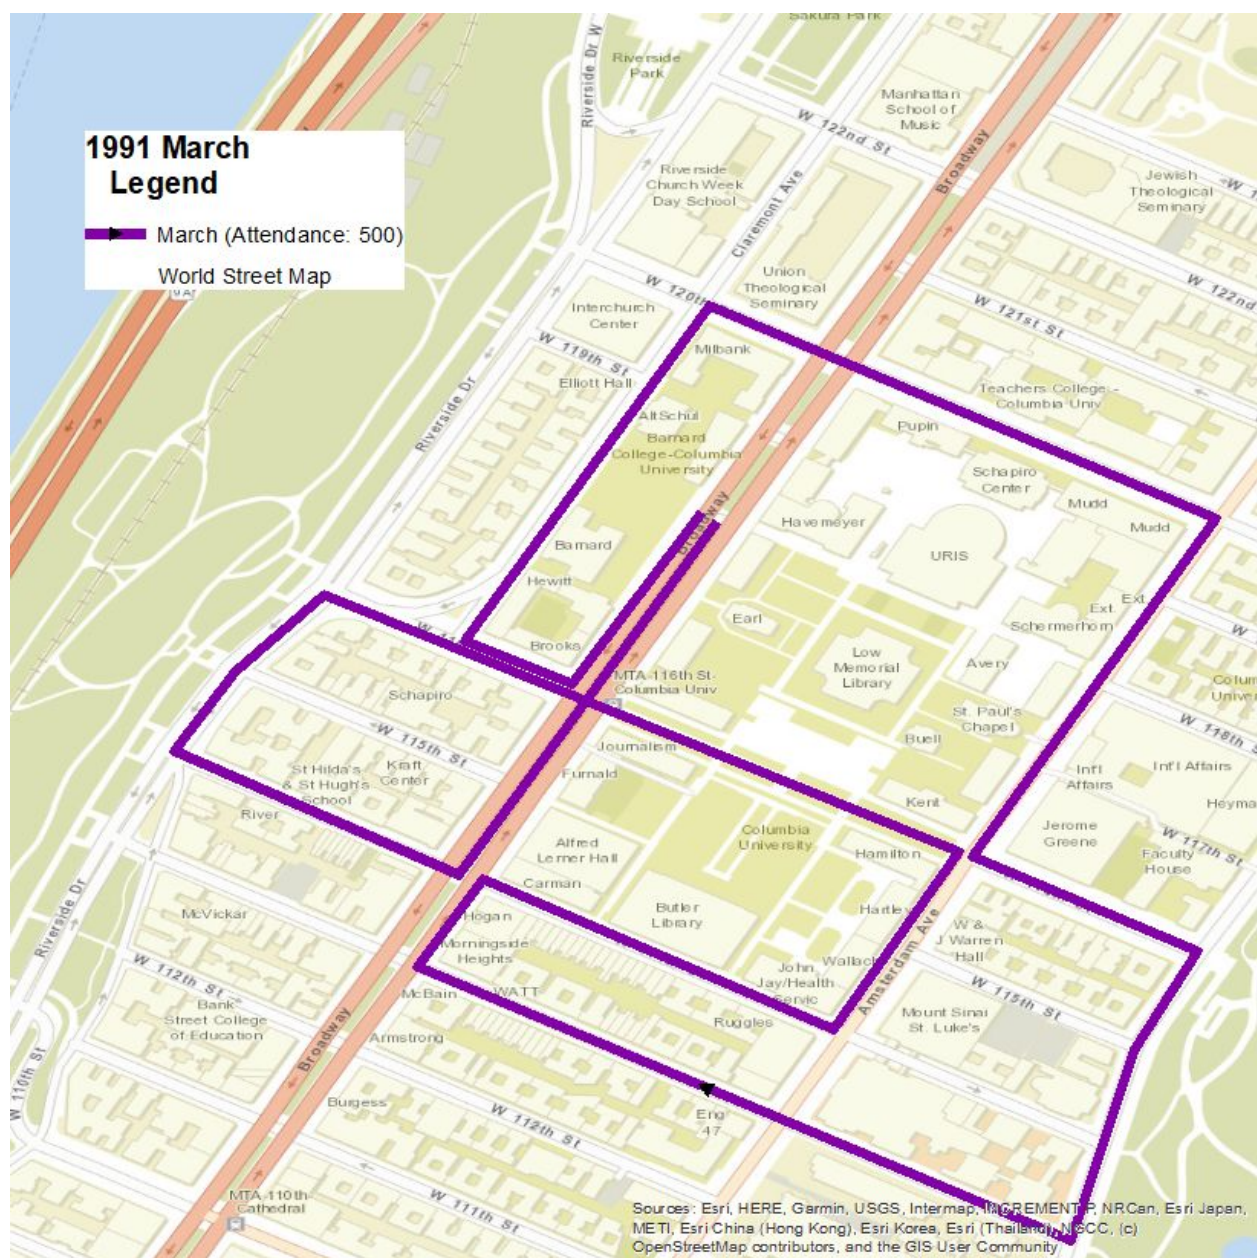 Sakura Park
Riverside
Park
Riverside Dr W
Manhattan
School of
Music
W 122nd St
Broadway
1991 March
Legend
March (Attendance: 500)
World Street Map
9A
Riverside
Church Week
Day School
Claremont Ave
Jewish
Theological
Seminary
Union
Theological
Seminary
W 120th
Interchurch
Center
W 122nd
W 121st St
W 119th St
Milbank
Elliott Hall
Riverside Dr
Teachers College -
Columbia Univ
AltSchul
Barnard
College-Columbia
University
Pupin
Schapiro
Center
Mudd
Mudd
Broadway
Havemeyer
URIS
Barnard
Hewitt
Brooks
Earl
Ext
Ext
Schermerhorn
Low
Memorial
Library
Avery
MTA-116th St-
Columbia Univ
Schapiro
St. Paul's
Chapel
Buell
W 118th St
W 115th St
Journalism
Furnald
St Hilda's
& St Hugh's
School
Kraft
Center
Int'l
Affairs
Int'l Affairs
Kent
River
Columbia
University
Jerome
Greene
W 117th St
Faculty
House
Alfred
Lerner Hall
Hamilton
Carman
Riverside Dr
McVickar
Hogan
Butler
Library
Hartley
Amsterdam Ave
W &
J Warren
Hall
Morningside
Heights
Wallach
John
Jay/Health
Servic
W 112th St
McBain
WATT
W 115th St
Bank
Street College
of Education
Broadway
Armstrong
Ruggles
Mount Sinai
St. Luke's
W 110th St
Burgess
W 112th St
Eng
47
MTA-110th-
Cathedral
W 111th St
Sources: Esri, HERE, Garmin, USGS, Intermap, INCREMENT P, NRCan, Esri Japan,
METI, Esri China (Hong Kong), Esri Korea, Esri (Thailand), NGCC, (c)
OpenStreetMap contributors, and the GIS User Community